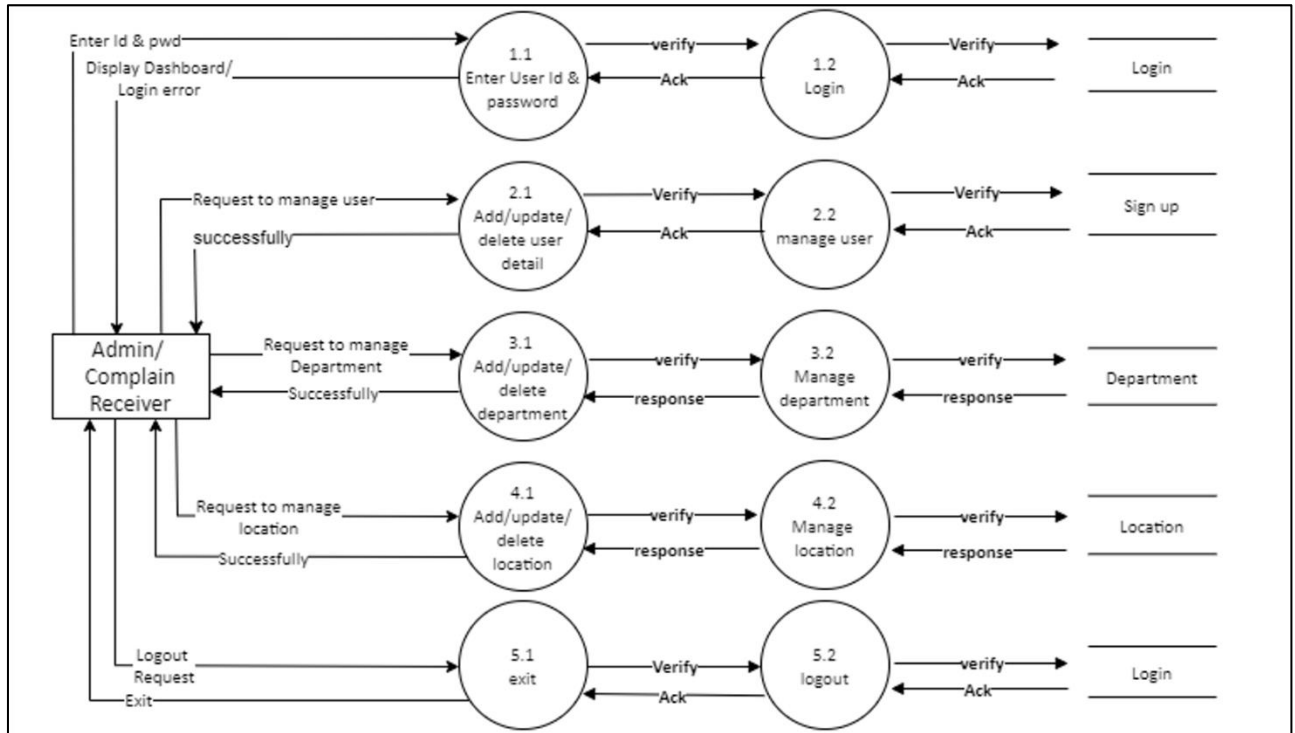 Enter Id & pwd
Display Dashboard/
Login error
1.1
Enter User Id &
password
verify
Ack
1.2
Login
Verify
Ack
Login
Request to manage user
successfully
2.1
Add/update/
delete user
detail
Verify
Ack
2.2
manage user
Verify
Ack
Sign up
Admin/
Complain
Receiver
Request to manage
Department
Successfully
3.1
Add/update/
delete
department
verify
response
3.2
Manage
department
verify
response
Department
Request to manage
location
Successfully
4.1
Add/update/
delete
location
verify
response
4.2
Manage
location
verify
response
Location
Logout
Request
Exit
5.1
exit
Verify
Ack
5.2
logout
verify
Ack
Login